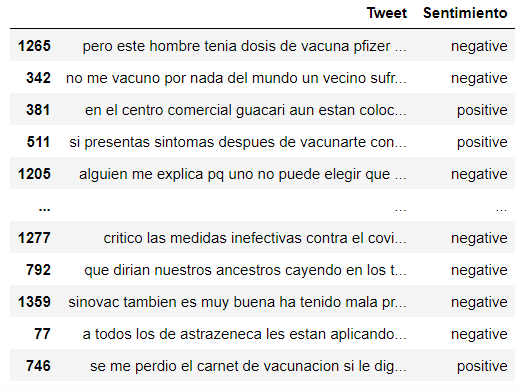 Tweet Sentimiento
1265 pero este hombre tenia dosis de vacuna pfizer ... negative
342 no me vacuno por nada del mundo un vecino sufr... negative
381 en el centro comercial guacari aun estan coloc... positive
511 si presentas sintomas despues de vacunarte con... positive
1205 alguien me explica pq uno no puede elegir que ... negative
... ... ...
1277 critico las medidas inefectivas contra el covi... negative
792 que dirian nuestros ancestros cayendo en los t... negative
1359 sinovac tambien es muy buena ha tenido mala pr... negative
77 a todos los de astrazeneca les estan aplicando... negative
746 se me perdio el carnet de vacunacion si le dig... positive